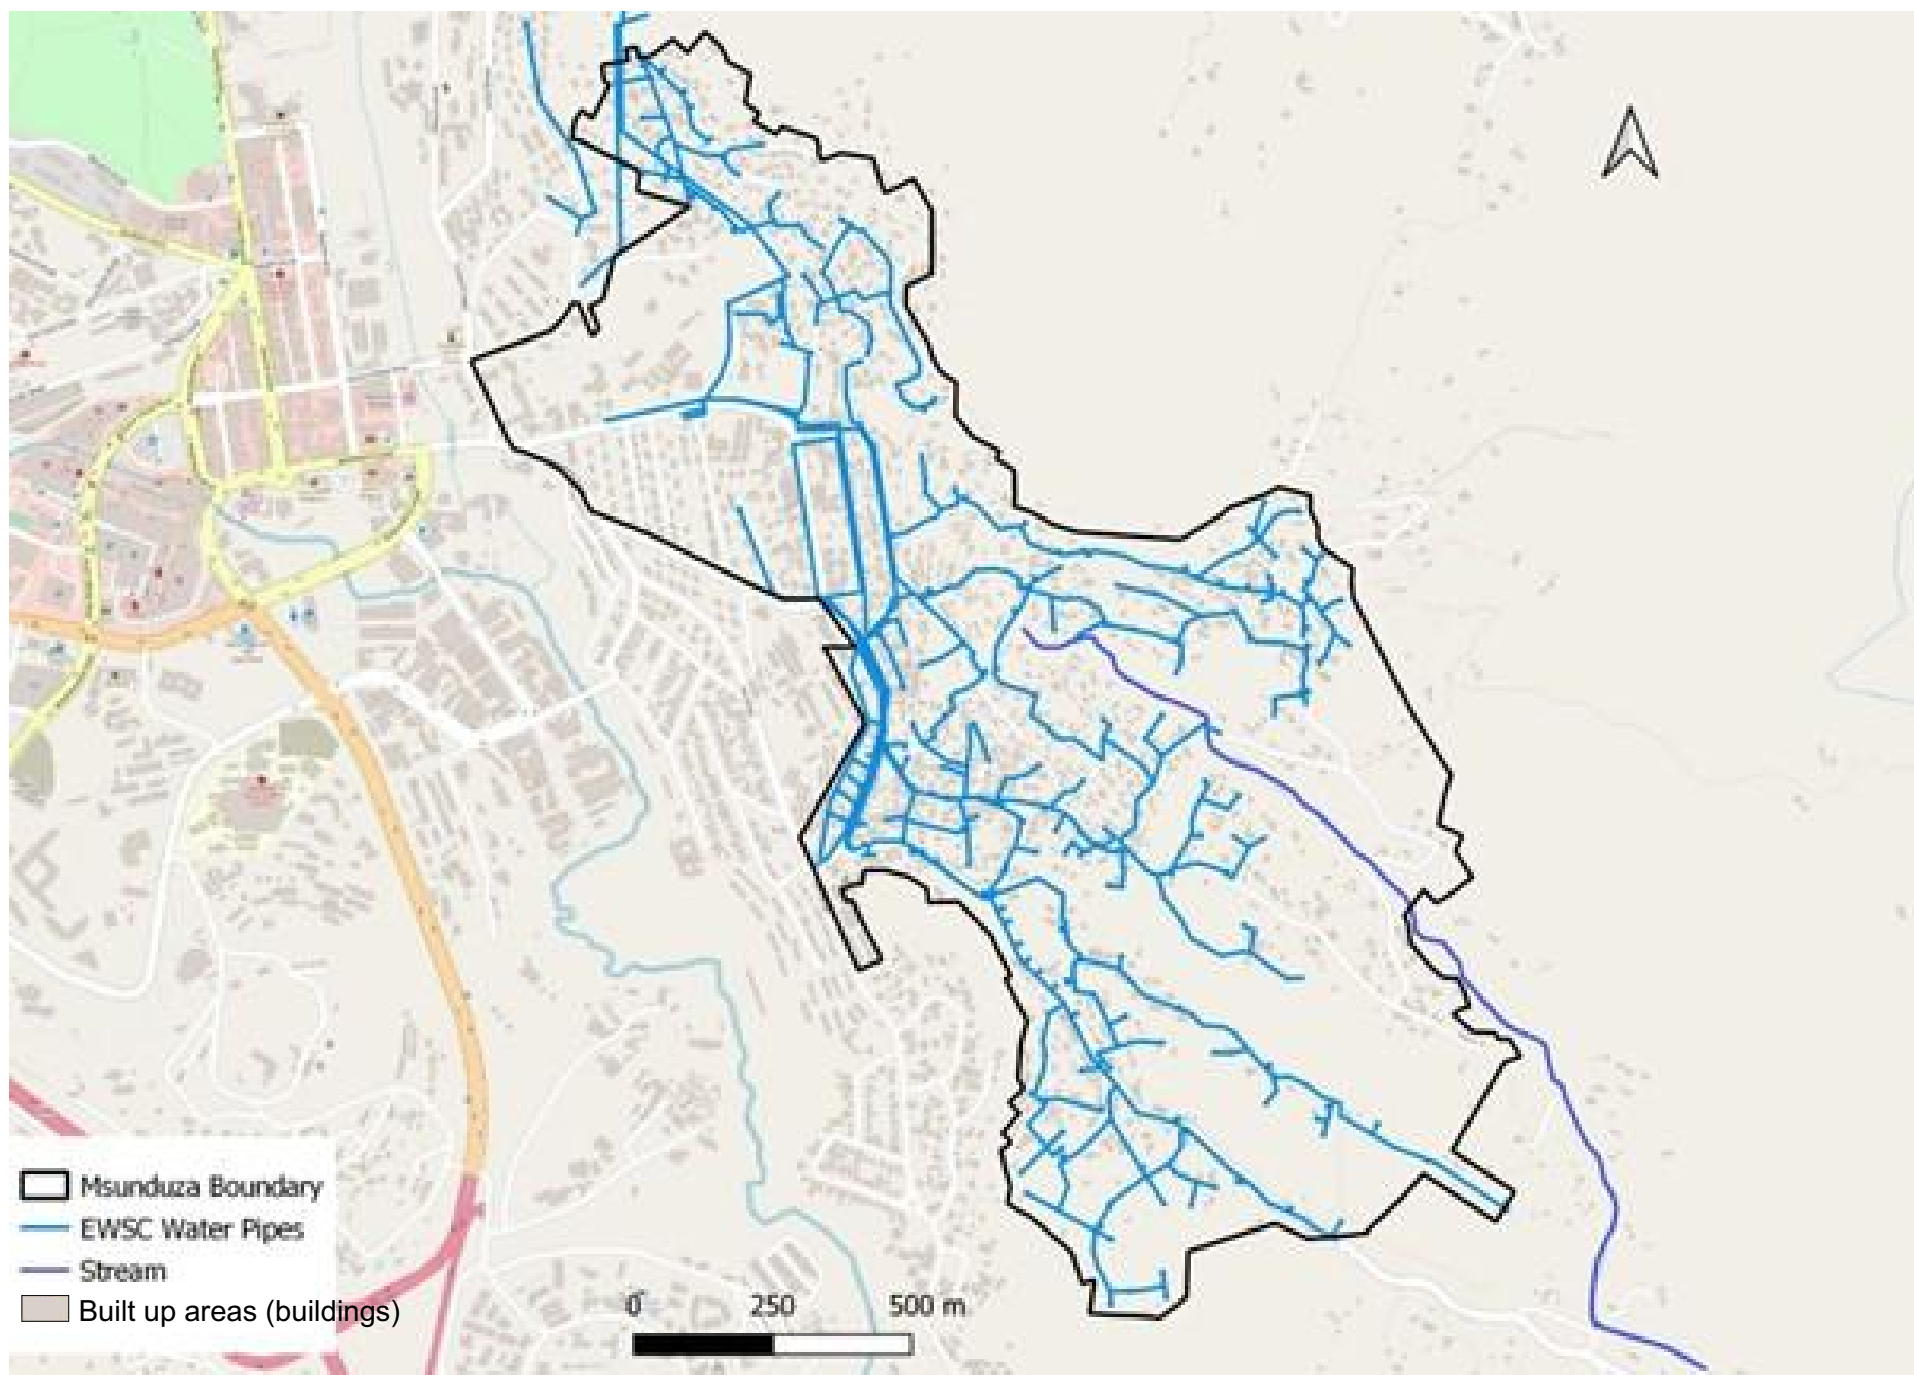 Msunduza Boundary
EWSC Water Pipes
Stream
Built up areas (buildings)
0 250 500 m